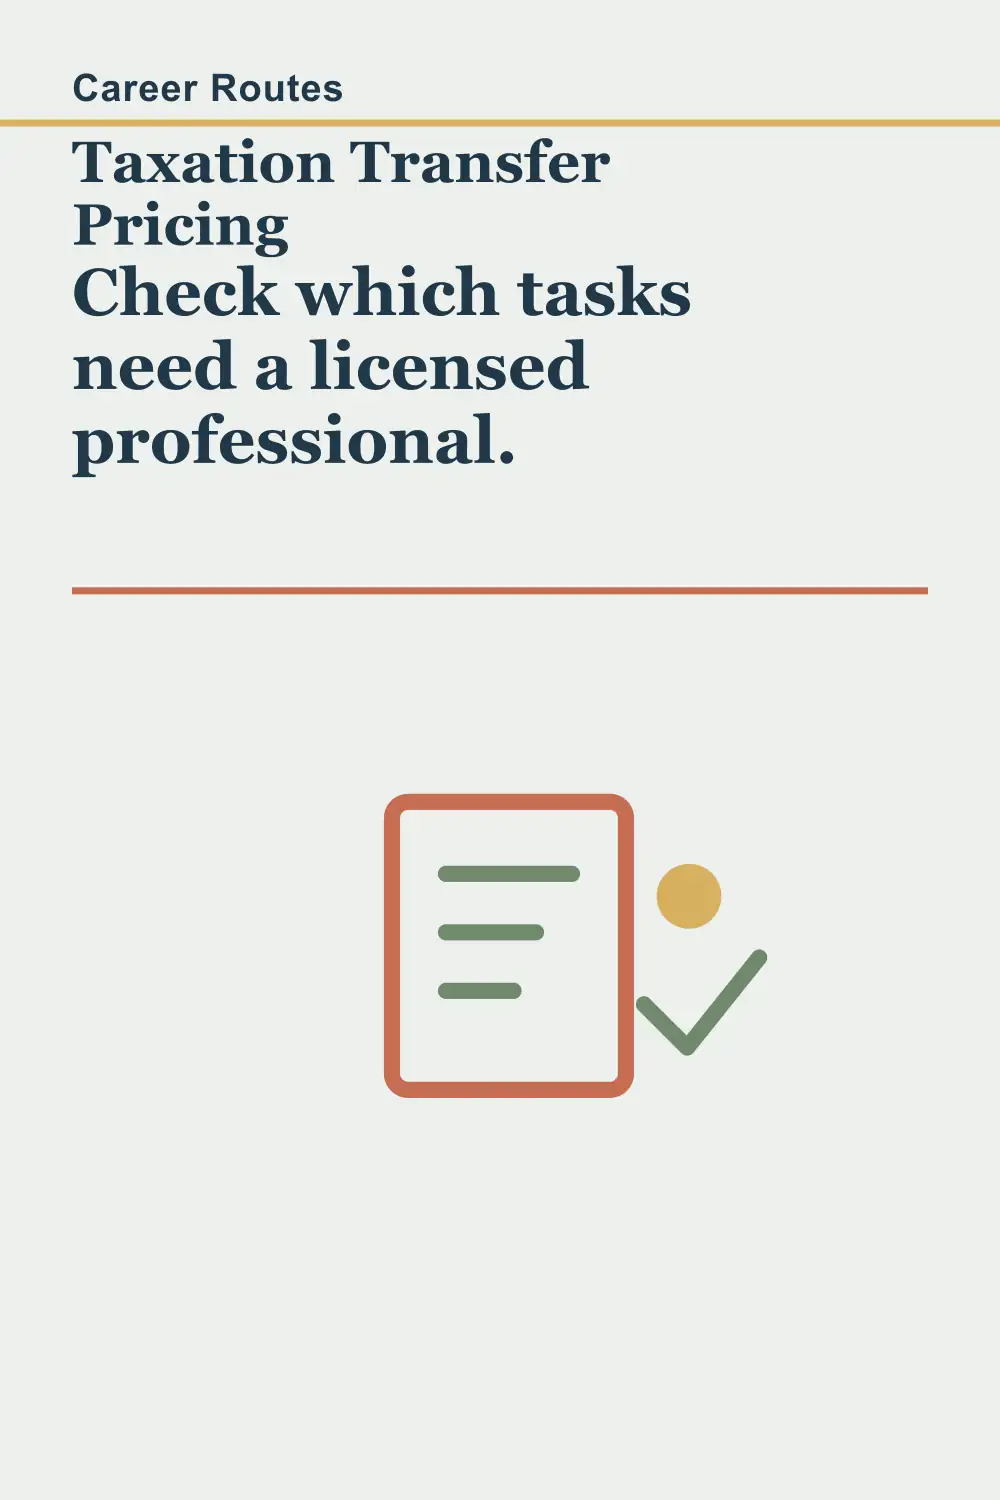 Career Routes
Taxation Transfer
Pricing
Check which tasks
need a licensed
professional.